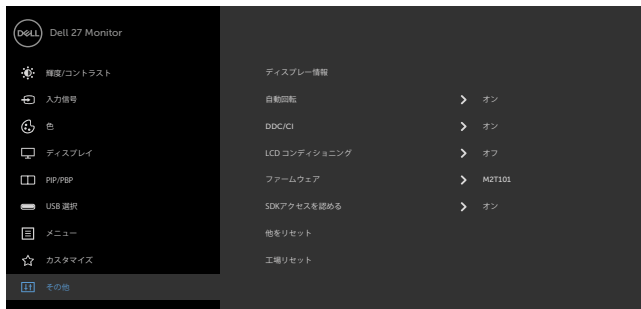 DELL Dell 27 Monitor
輝度/コントラスト
ディスプレー情報
入力信号
自動回転 オン
色
DDC/CI オン
ディスプレイ
LCD コンディショニング オフ
PIP/PBP
ファームウェア M2T101
USB 選択
SDKアクセスを認める オン
メニュー
他をリセット
カスタマイズ
工場リセット
その他